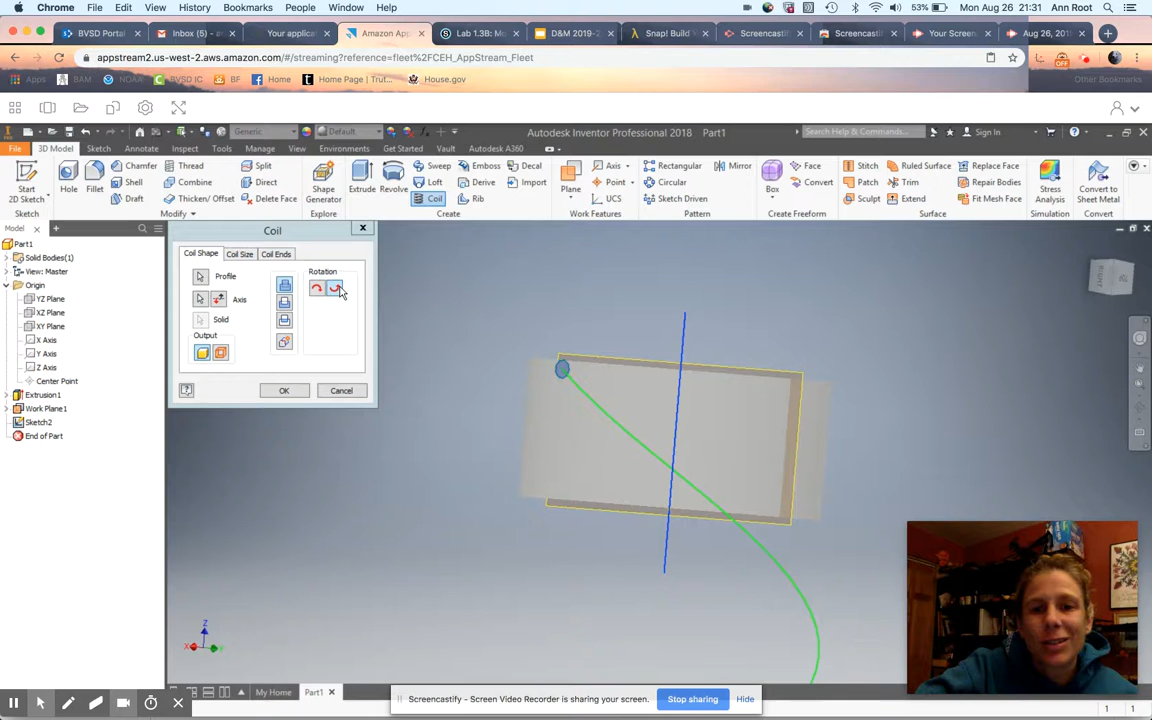 Chrome File Edit View History Bookmarks People Window Help 53% Mon Aug 26 21:31 Ann Root
BVSD Portal Inbox (5) - Your applica Amazon App Lab 1.3B: M D&M 2019-2 Snap! Build Screencastif Screencastif Your Screen Aug 26, 201
appstream2.us-west-2.aws.amazon.com/#/streaming?reference=fleet%2FCEH_AppStream_Fleet
Apps BAM NOAA BVSD IC BF Home Home Page | Trut... House.gov Other Bookmarks
Generic Default Autodesk Inventor Professional 2018 Part1 Search Help & Commands... Sign In
File 3D Model Sketch Annotate Inspect Tools Manage View Environments Get Started Vault Autodesk A360
Chamfer Thread Split Sweep Emboss Decal Axis Rectangular Mirror Face Stitch Ruled Surface Replace Face
Start 2D Sketch Hole Fillet Shell Combine Direct Shape Generator Extrude Revolve Loft Derive Import Plane Point Circular Box Convert Patch Trim Repair Bodies Stress Analysis Convert to Sheet Metal
Draft Thicken/ Offset Delete Face Coil Rib UCS Sketch Driven Sculpt Extend Fit Mesh Face
Sketch Modify Explore Create Work Features Pattern Create Freeform Surface Simulation Convert
Model
Part1
Solid Bodies(1)
View: Master
Origin
YZ Plane
XZ Plane
XY Plane
X Axis
Y Axis
Z Axis
Center Point
Extrusion1
Work Plane1
Sketch2
End of Part
Coil
Coil Shape Coil Size Coil Ends
Profile
Axis
Solid
Output
Rotation
OK Cancel
RIGHT
Z
X
My Home Part1
Screencastify - Screen Video Recorder is sharing your screen. Stop sharing Hide
1 1